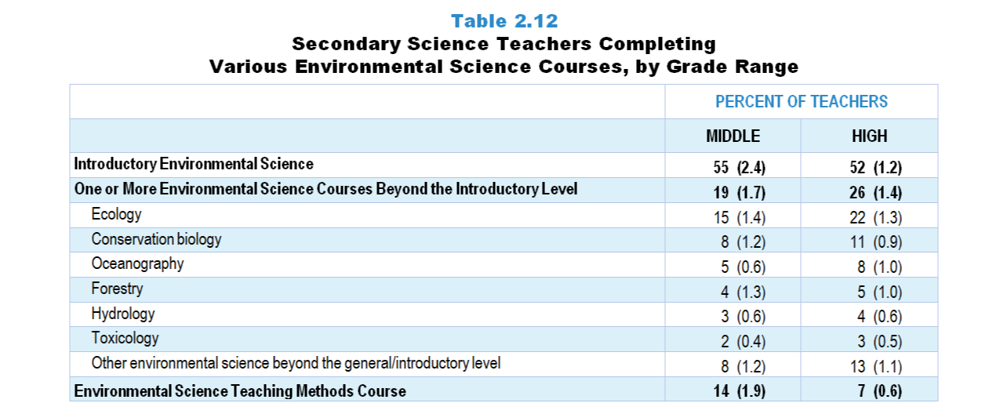 Table 2.12
Secondary Science Teachers Completing
Various Environmental Science Courses, by Grade Range
PERCENT OF TEACHERS
MIDDLE HIGH
Introductory Environmental Science 55 (2.4) 52 (1.2)
One or More Environmental Science Courses Beyond the Introductory Level 19 (1.7) 26 (1.4)
Ecology 15 (1.4) 22 (1.3)
Conservation biology 8 (1.2) 11 (0.9)
Oceanography 5 (0.6) 8 (1.0)
Forestry 4 (1.3) 5 (1.0)
Hydrology 3 (0.6) 4 (0.6)
Toxicology 2 (0.4) 3 (0.5)
Other environmental science beyond the general/introductory level 8 (1.2) 13 (1.1)
Environmental Science Teaching Methods Course 14 (1.9) 7 (0.6)